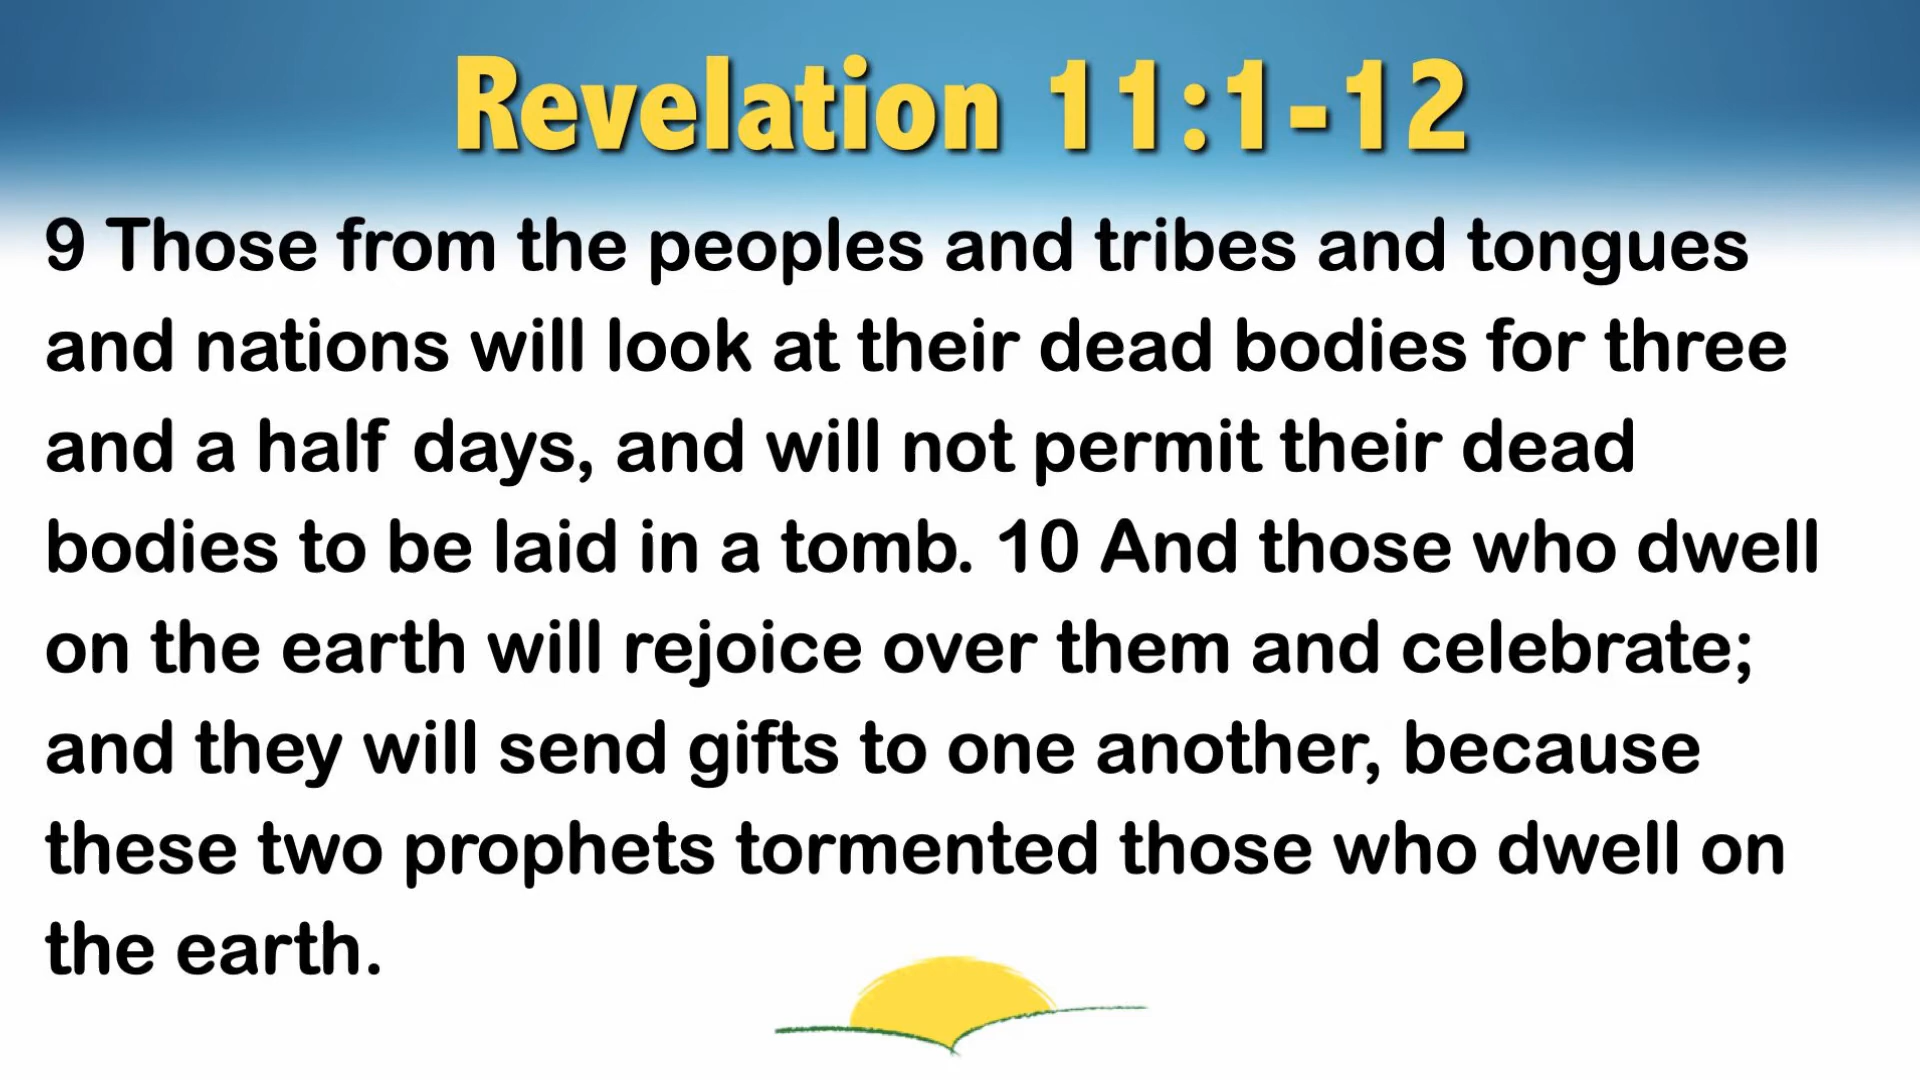 Revelation 11:1-12
9 Those from the peoples and tribes and tongues
and nations will look at their dead bodies for three
and a half days, and will not permit their dead
bodies to be laid in a tomb. 10 And those who dwell
on the earth will rejoice over them and celebrate;
and they will send gifts to one another, because
these two prophets tormented those who dwell on
the earth.